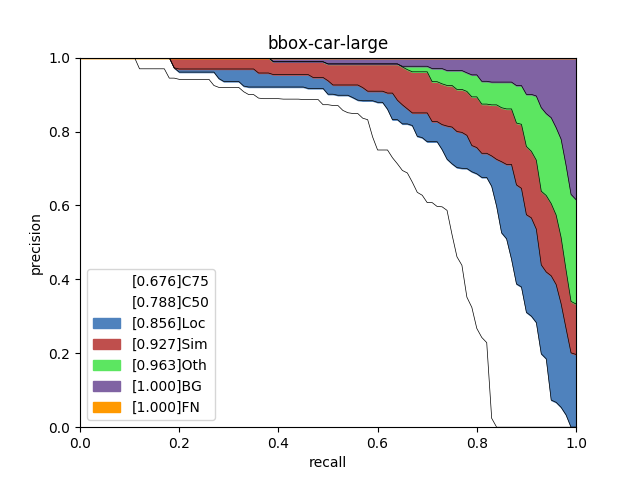 bbox-car-large
1.0
0.8
0.6
0.4
0.2
0.0
precision
[0.676]C75
[0.788]C50
[0.856]Loc
[0.927]Sim
[0.963]Oth
[1.000]BG
[1.000]FN
0.0 0.2 0.4 0.6 0.8 1.0
recall